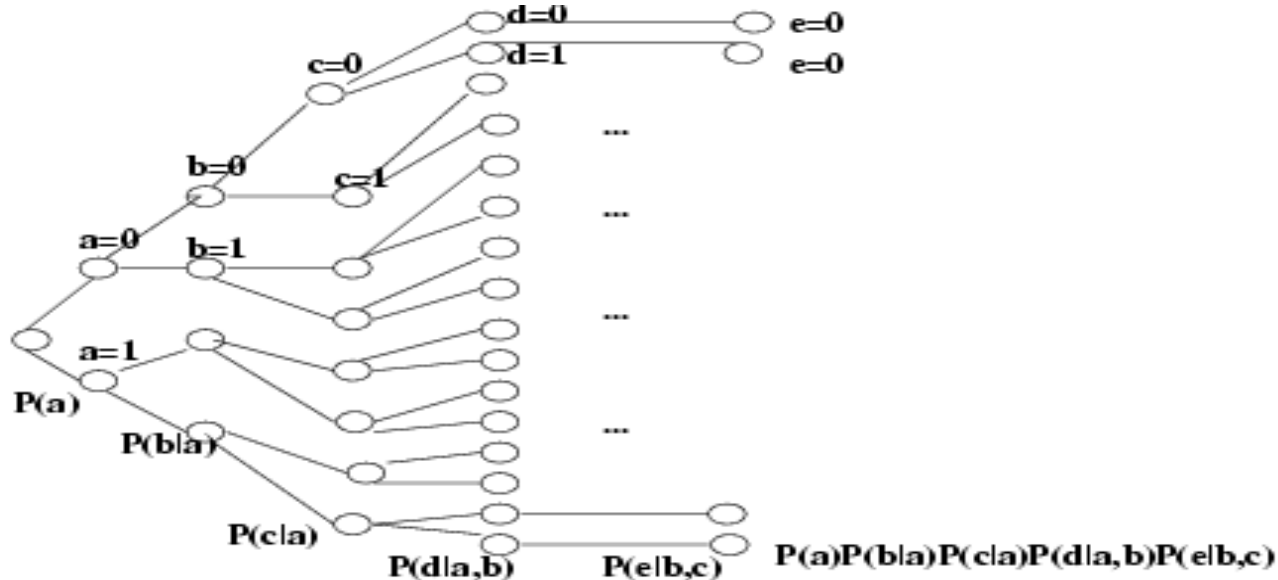 d=0
e=0
d=1
e=0
c=0
...
b=0
c=1
...
a=0
b=1
...
a=1
P(a)
...
P(b|a)
P(c|a)
P(d|a,b)
P(e|b,c)
P(a)P(b|a)P(c|a)P(d|a,b)P(e|b,c)